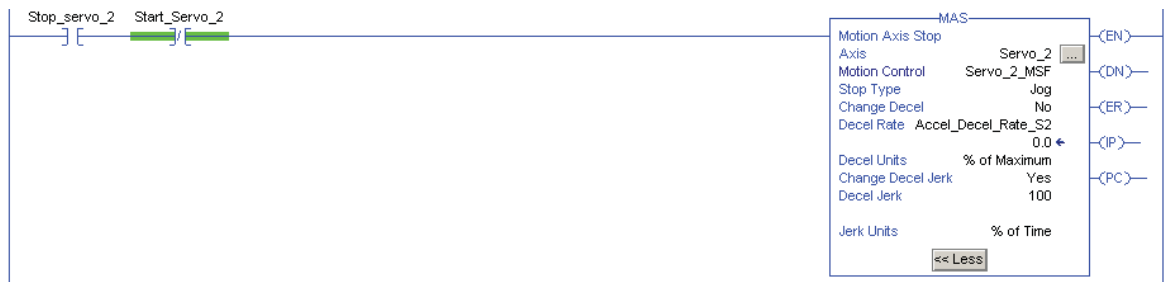 Stop_servo_2 Start_Servo_2
MAS
Motion Axis Stop
Axis Servo_2 ...
Motion Control Servo_2_MSF
Stop Type Jog
Change Decel No
Decel Rate Accel_Decel_Rate_S2
0.0
Decel Units % of Maximum
Change Decel Jerk Yes
Decel Jerk 100
Jerk Units % of Time
<< Less
EN
DN
ER
IP
PC